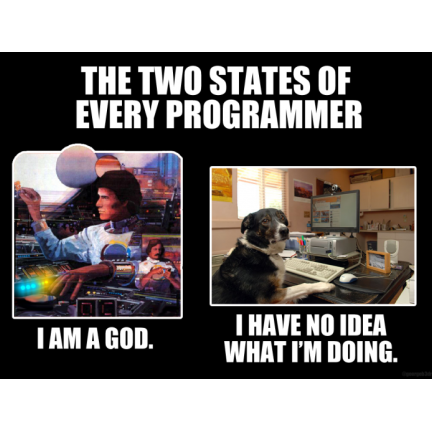 THE TWO STATES OF
EVERY PROGRAMMER
I AM A GOD.
I HAVE NO IDEA
WHAT I'M DOING.